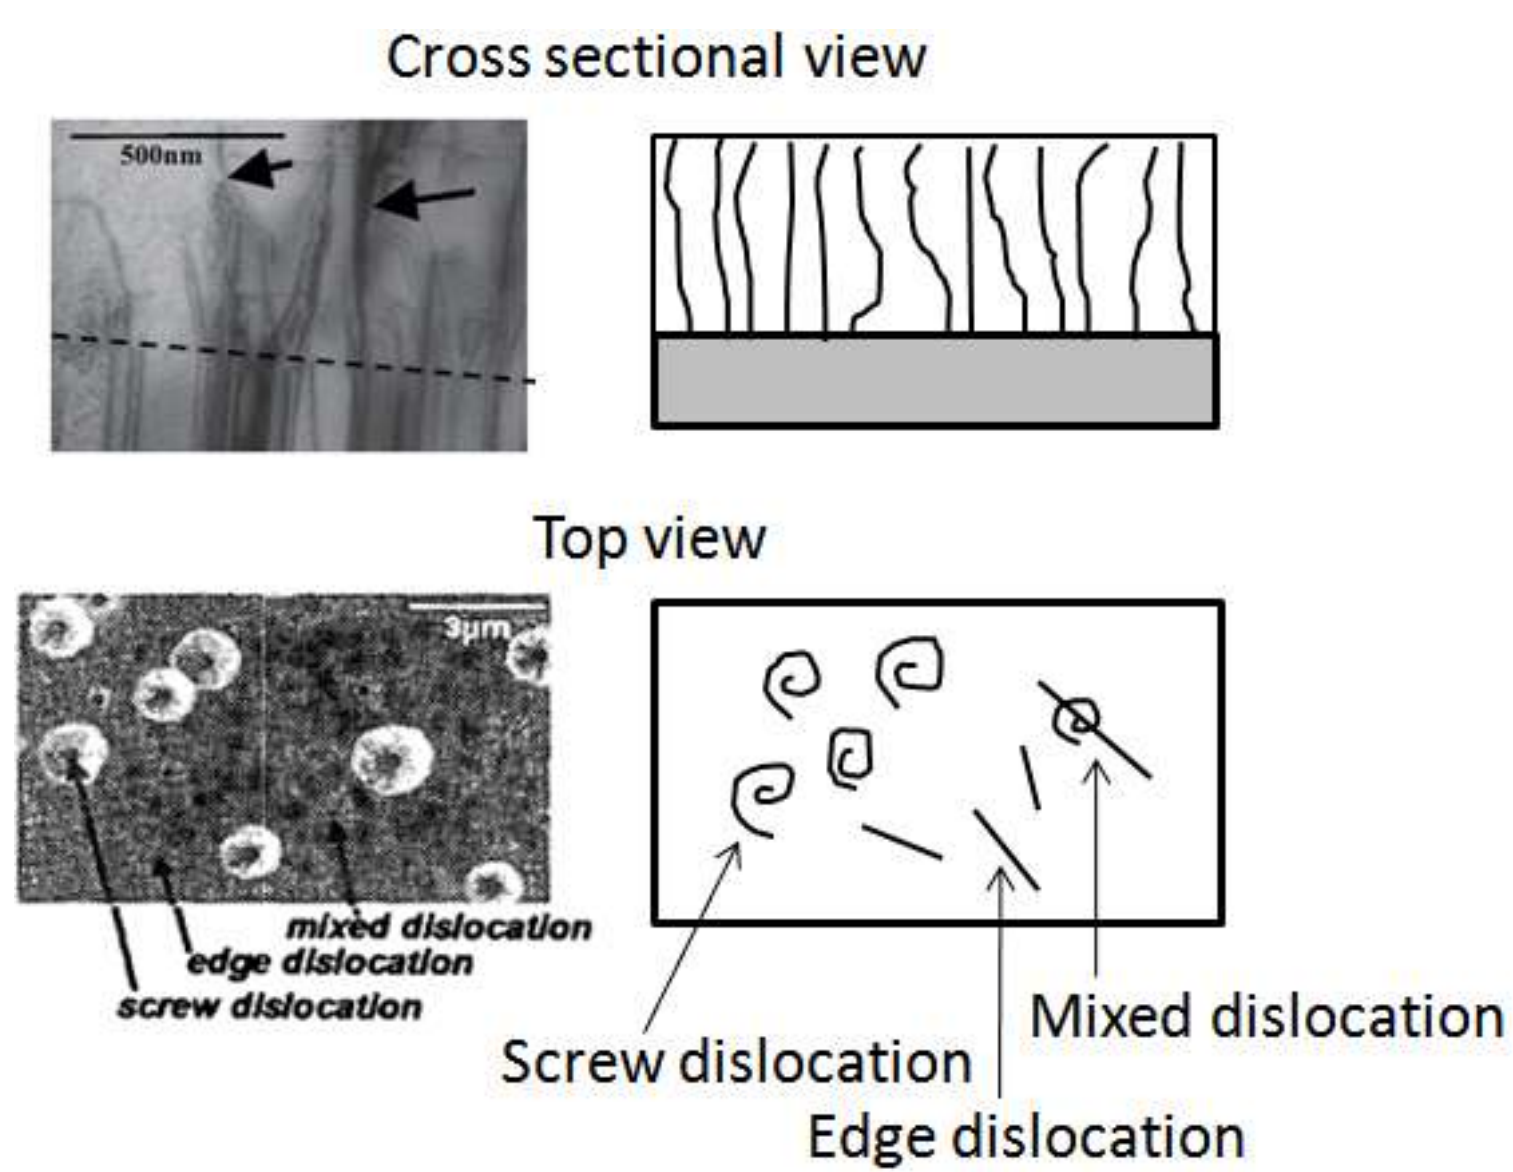 Cross sectional view
500nm
Top view
3μm
mixed dislocation
edge dislocation
screw dislocation
Mixed dislocation
Screw dislocation
Edge dislocation